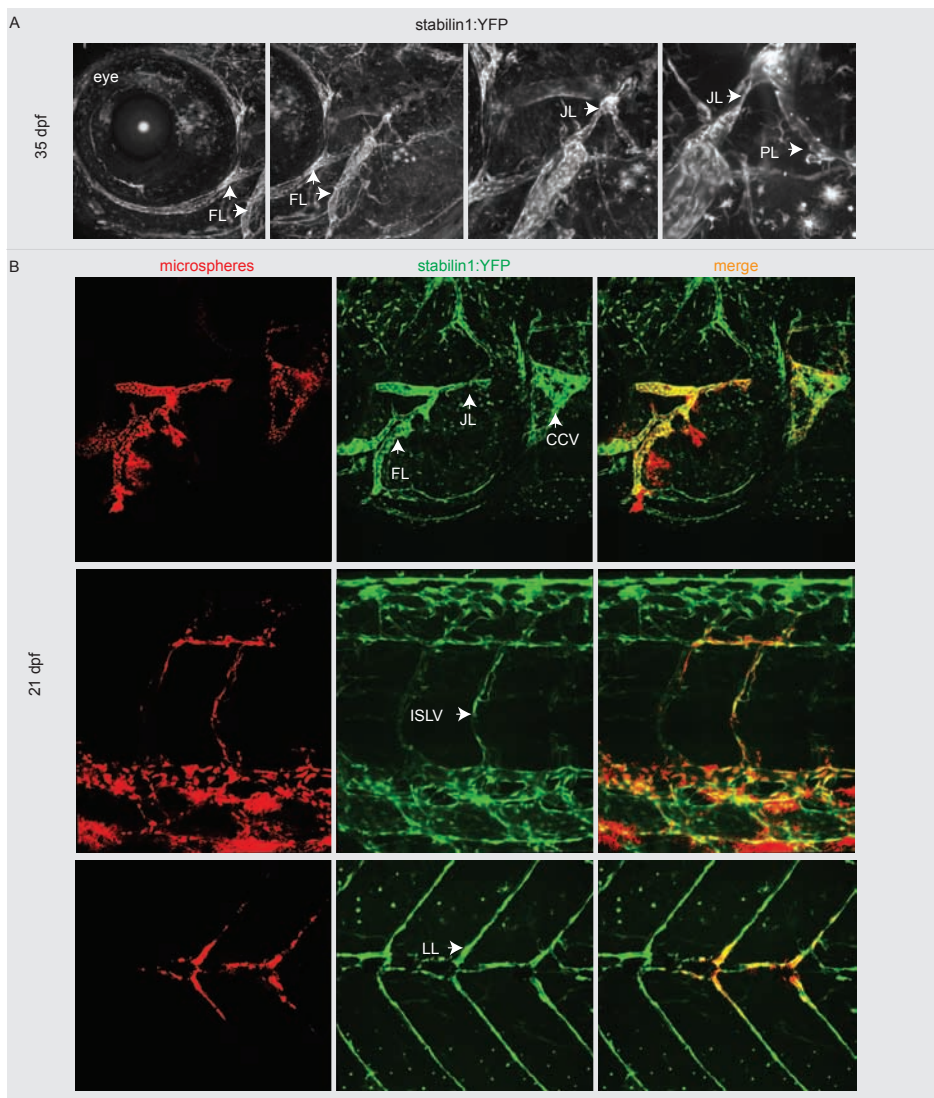 A
stabilin1:YFP
35 dpf
eye
FL
FL
JL
JL
PL
B
microspheres
stabilin1:YFP
merge
21 dpf
JL
CCV
FL
ISLV
LL